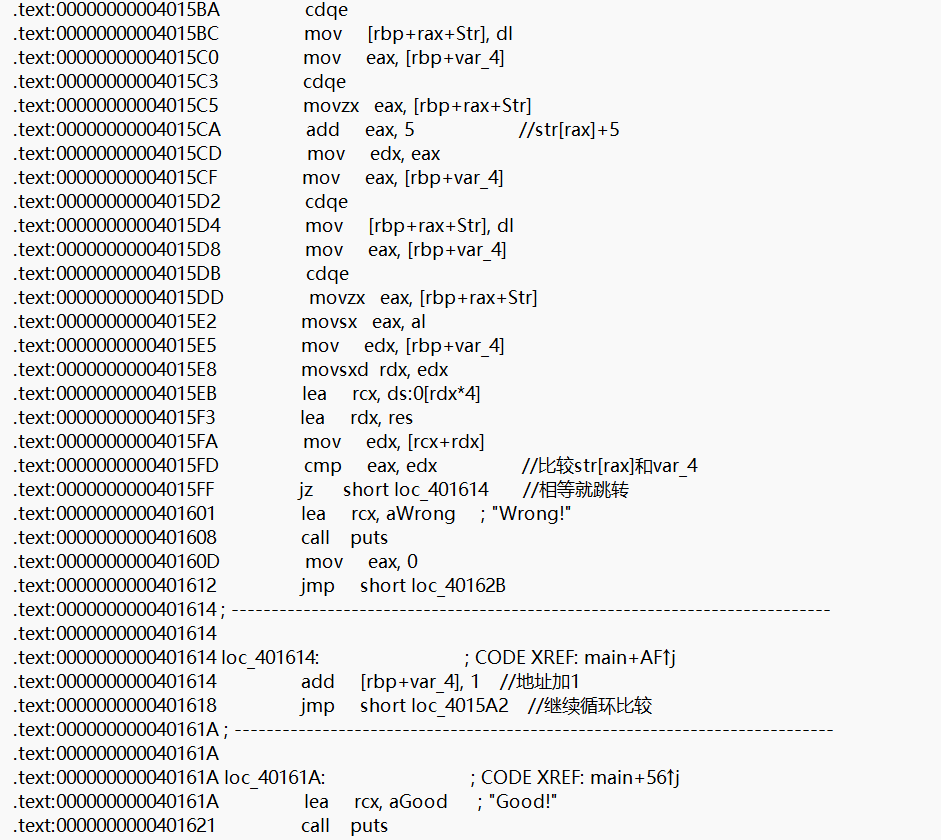 .text:00000000004015BA cdqe
.text:00000000004015BC mov [rbp+rax+Str], dl
.text:00000000004015C0 mov eax, [rbp+var_4]
.text:00000000004015C3 cdqe
.text:00000000004015C5 movzx eax, [rbp+rax+Str]
.text:00000000004015CA add eax, 5 //str[rax]+5
.text:00000000004015CD mov edx, eax
.text:00000000004015CF mov eax, [rbp+var_4]
.text:00000000004015D2 cdqe
.text:00000000004015D4 mov [rbp+rax+Str], dl
.text:00000000004015D8 mov eax, [rbp+var_4]
.text:00000000004015DB cdqe
.text:00000000004015DD movzx eax, [rbp+rax+Str]
.text:00000000004015E2 movsx eax, al
.text:00000000004015E5 mov edx, [rbp+var_4]
.text:00000000004015E8 movsxd rdx, edx
.text:00000000004015EB lea rcx, ds:0[rdx*4]
.text:00000000004015F3 lea rdx, res
.text:00000000004015FA mov edx, [rcx+rdx]
.text:00000000004015FD cmp eax, edx //比较str[rax]和var_4
.text:00000000004015FF jz short loc_401614 //相等就跳转
.text:0000000000401601 lea rcx, aWrong ; "Wrong!"
.text:0000000000401608 call puts
.text:000000000040160D mov eax, 0
.text:0000000000401612 jmp short loc_40162B
.text:0000000000401614 ; ---------------------------------------------------------------------------
.text:0000000000401614
.text:0000000000401614 loc_401614: ; CODE XREF: main+AF↑j
.text:0000000000401614 add [rbp+var_4], 1 //地址加1
.text:0000000000401618 jmp short loc_4015A2 //继续循环比较
.text:000000000040161A ; ---------------------------------------------------------------------------
.text:000000000040161A
.text:000000000040161A loc_40161A: ; CODE XREF: main+56↑j
.text:000000000040161A lea rcx, aGood ; "Good!"
.text:0000000000401621 call puts